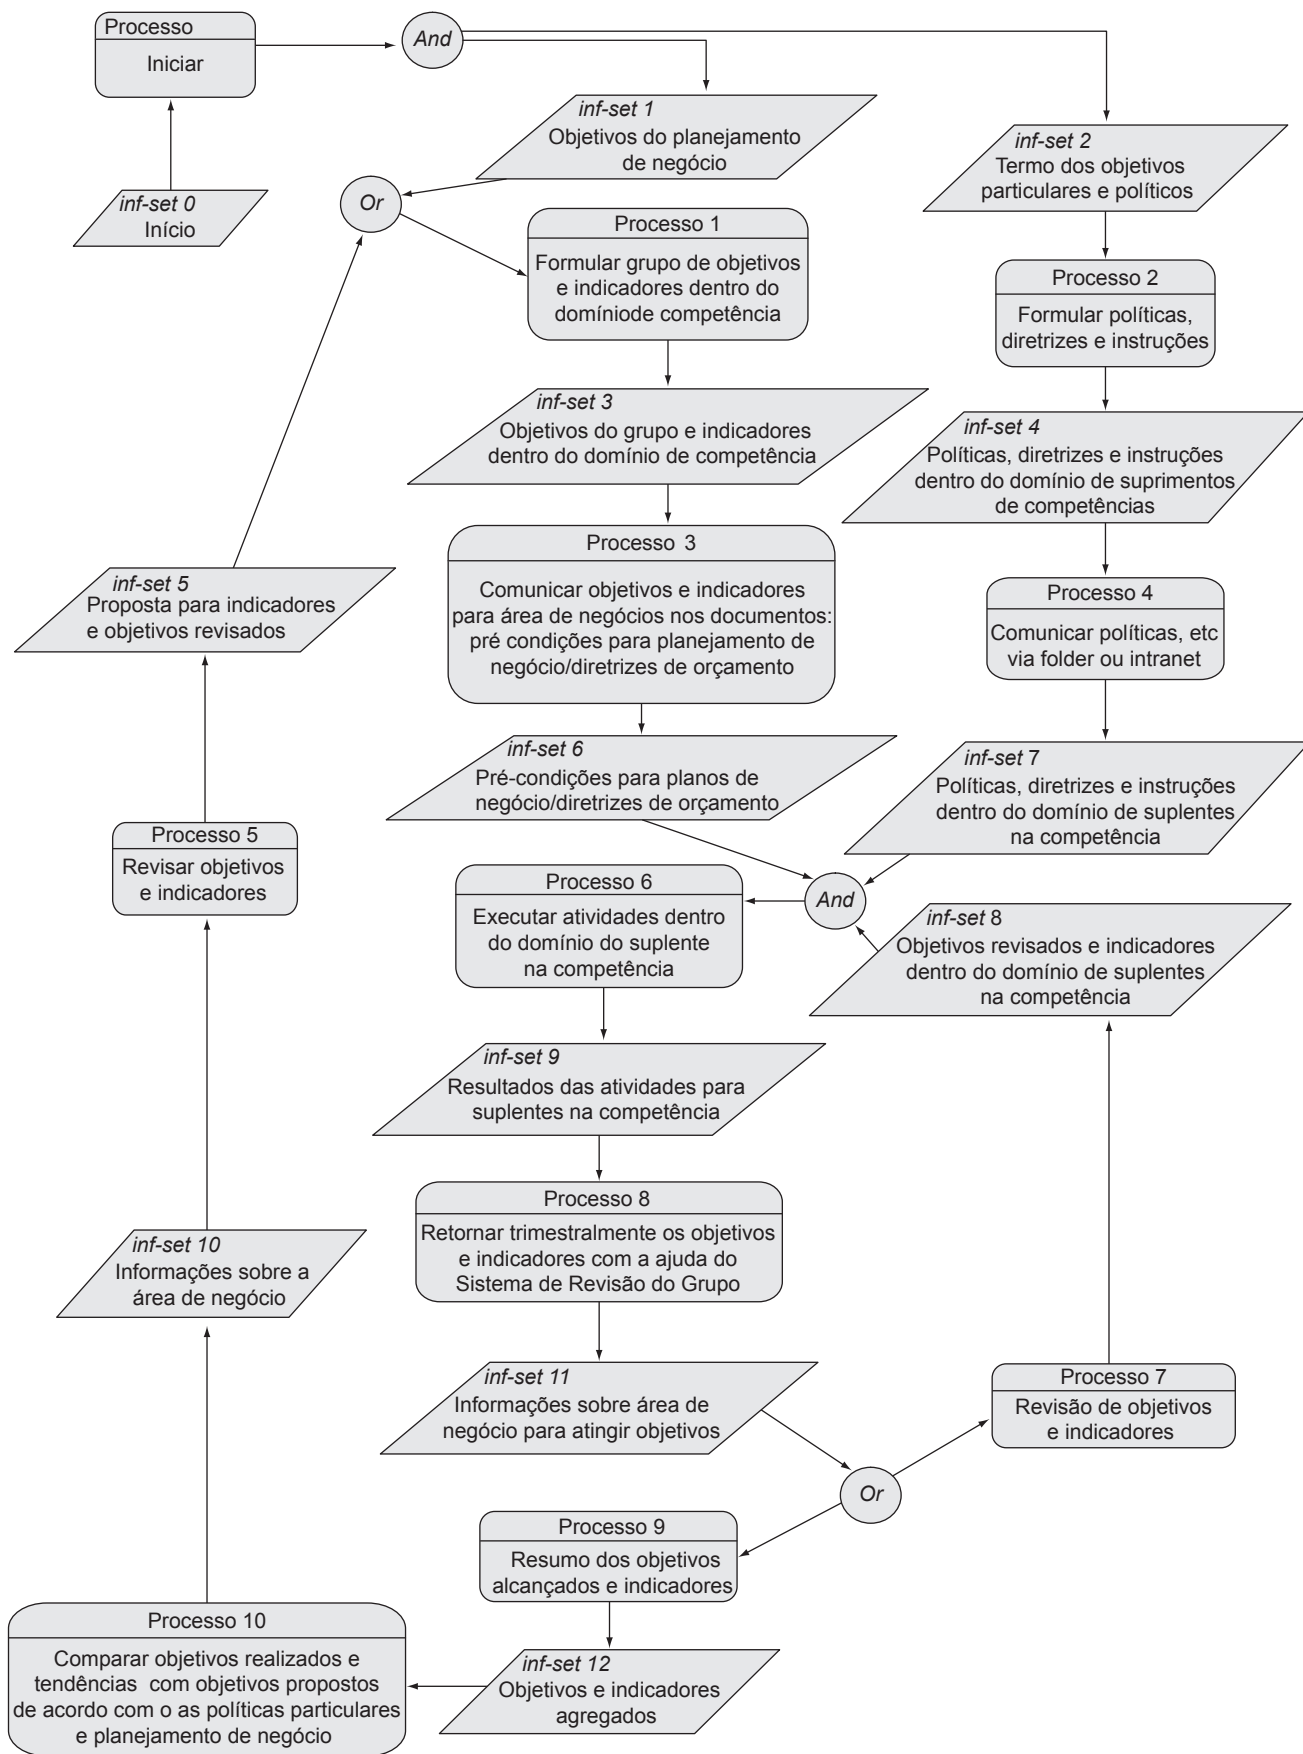 Processo
Iniciar
And
inf-set 1
Objetivos do planejamento
de negócio
inf-set 2
Termo dos objetivos
particulares e políticos
inf-set 0
Início
Or
Processo 1
Formular grupo de objetivos
e indicadores dentro do
domíniode competência
Processo 2
Formular políticas,
diretrizes e instruções
inf-set 3
Objetivos do grupo e indicadores
dentro do domínio de competência
inf-set 4
Políticas, diretrizes e instruções
dentro do domínio de suprimentos
de competências
Processo 3
Comunicar objetivos e indicadores
para área de negócios nos documentos:
pré condições para planejamento de
negócio/diretrizes de orçamento
inf-set 5
Proposta para indicadores
e objetivos revisados
Processo 4
Comunicar políticas, etc
via folder ou intranet
inf-set 6
Pré-condições para planos de
negócio/diretrizes de orçamento
inf-set 7
Políticas, diretrizes e instruções
dentro do domínio de suplentes
na competência
Processo 5
Revisar objetivos
e indicadores
Processo 6
Executar atividades dentro
do domínio do suplente
na competência
And
inf-set 8
Objetivos revisados e indicadores
dentro do domínio de suplentes
na competência
inf-set 9
Resultados das atividades para
suplentes na competência
Processo 8
Retornar trimestralmente os objetivos
e indicadores com a ajuda do
Sistema de Revisão do Grupo
inf-set 10
Informações sobre a
área de negócio
inf-set 11
Informações sobre área de
negócio para atingir objetivos
Processo 7
Revisão de objetivos
e indicadores
Or
Processo 9
Resumo dos objetivos
alcançados e indicadores
Processo 10
Comparar objetivos realizados e
tendências com objetivos propostos
de acordo com o as políticas particulares
e planejamento de negócio
inf-set 12
Objetivos e indicadores
agregados